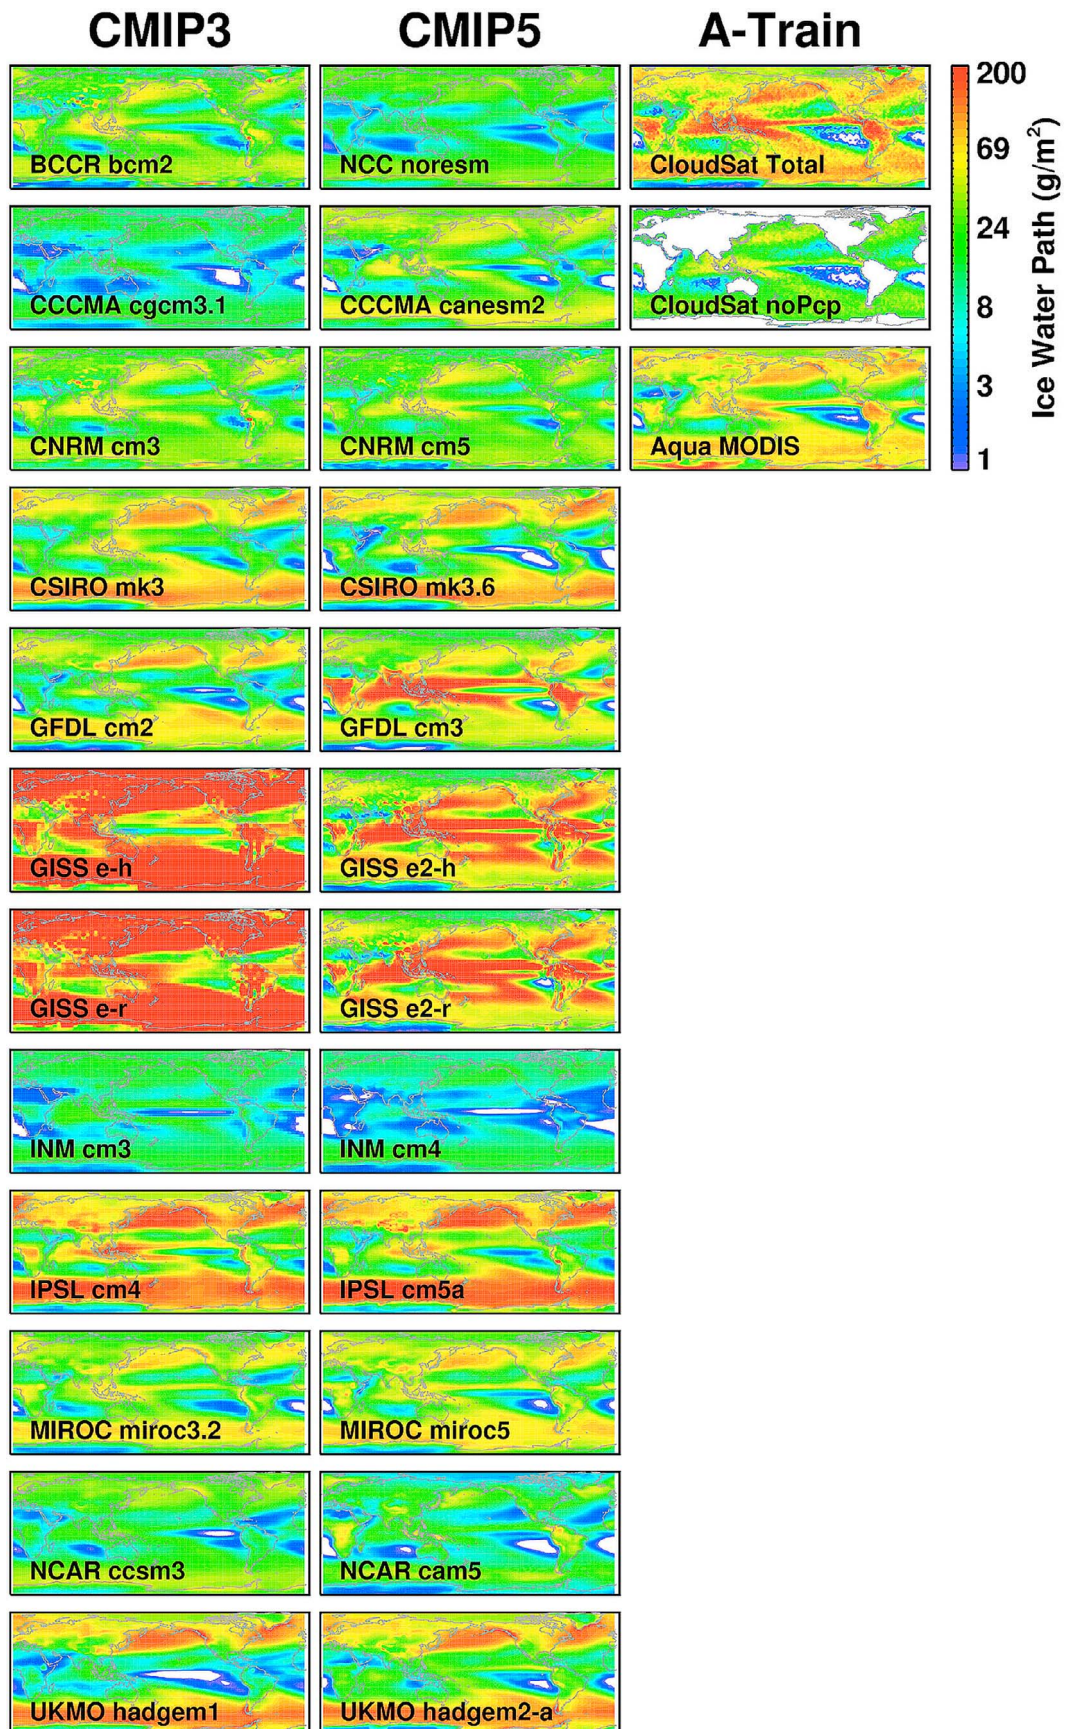 CMIP3 CMIP5 A-Train
BCCR bcm2 NCC noresm CloudSat Total
CCCMA cgcm3.1 CCCMA canesm2 CloudSat noPcp
CNRM cm3 CNRM cm5 Aqua MODIS
200
69
24
8
3
1
Ice Water Path (g/m²)
CSIRO mk3 CSIRO mk3.6
GFDL cm2 GFDL cm3
GISS e-h GISS e2-h
GISS e-r GISS e2-r
INM cm3 INM cm4
IPSL cm4 IPSL cm5a
MIROC miroc3.2 MIROC miroc5
NCAR ccsm3 NCAR cam5
UKMO hadgem1 UKMO hadgem2-a